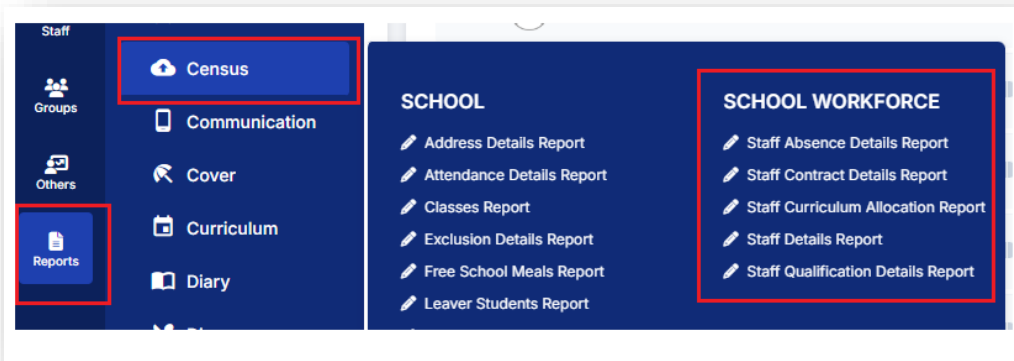 Staff
Groups
Others
Reports
Census
Communication
Cover
Curriculum
Diary
SCHOOL
Address Details Report
Attendance Details Report
Classes Report
Exclusion Details Report
Free School Meals Report
Leaver Students Report
SCHOOL WORKFORCE
Staff Absence Details Report
Staff Contract Details Report
Staff Curriculum Allocation Report
Staff Details Report
Staff Qualification Details Report